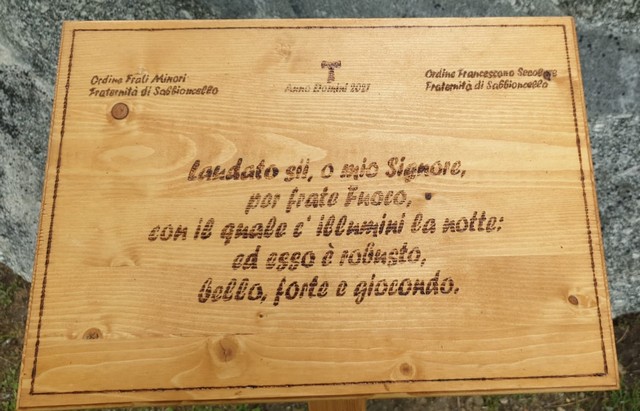 Ordine Frati Minori
Fraternità di Sabbioncello
Anno Domini 2021
Ordine Francescano Secolare
Fraternità di Sabbioncello
laudato sii, o mio Signore,
per frate Fuoco,
con il quale c' illumini la notte:
ed esso è robusto,
bello, forte e giocondo.